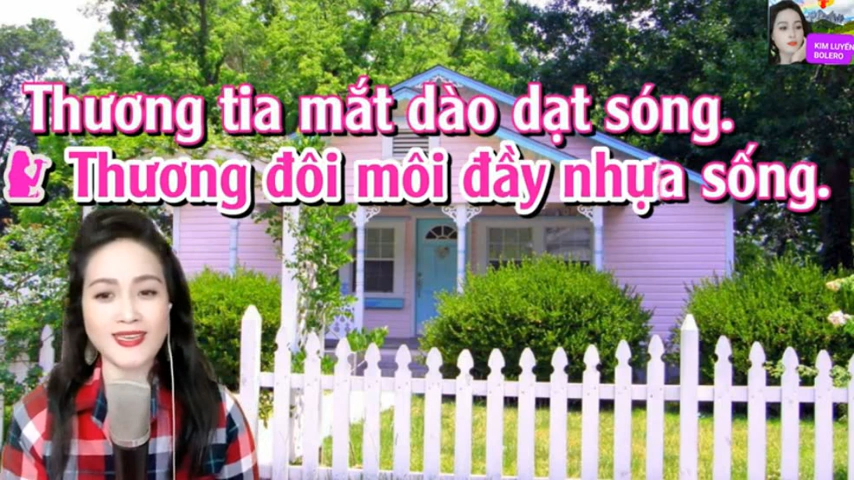 KIM LUYẾN
BOLERO
Thương tia mắt dào dạt sóng.
Thương đôi môi đầy nhựa sống.